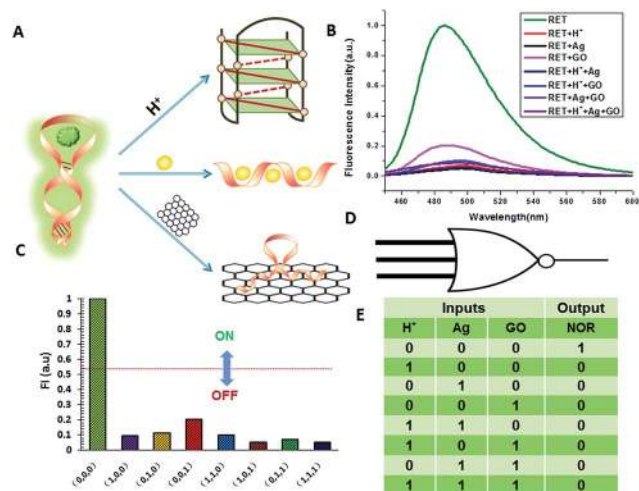 A
H⁺
B
Fluorescence Intensity(a.u.)
1.0
0.8
0.6
0.4
0.2
0.0
460
480
500
520
540
560
580
600
Wavelength(nm)
RET
RET+H⁺
RET+Ag
RET+GO
RET+H⁺+Ag
RET+H⁺+GO
RET+Ag+GO
RET+H⁺+Ag+GO
C
FI (a.u)
1
0.9
0.8
0.7
0.6
0.5
0.4
0.3
0.2
0.1
0
ON
OFF
(0,0,0)
(1,0,0)
(0,1,0)
(0,0,1)
(1,1,0)
(1,0,1)
(0,1,1)
(1,1,1)
D
E
Inputs Output
H⁺ Ag GO NOR
0 0 0 1
1 0 0 0
0 1 0 0
0 0 1 0
1 1 0 0
1 0 1 0
0 1 1 0
1 1 1 0